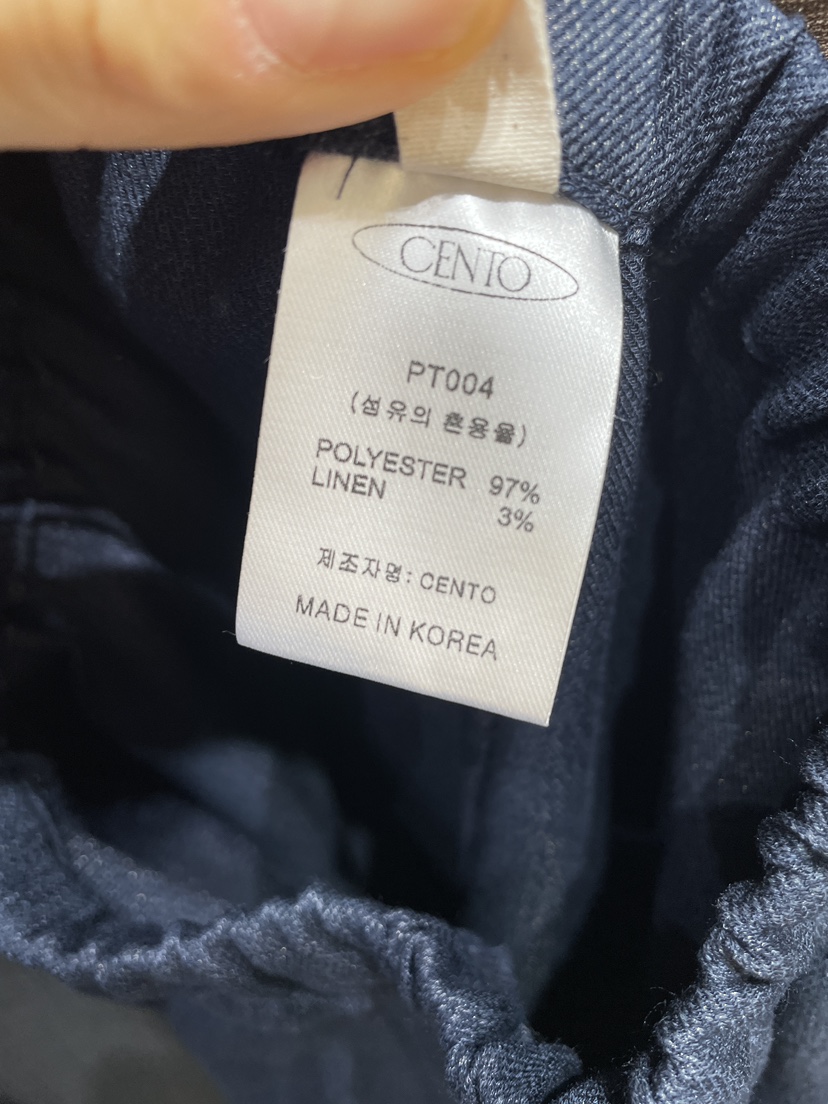 CENTO
PT004
(섬유의 혼용율)
POLYESTER 97%
LINEN 3%
제조자명: CENTO
MADE IN KOREA